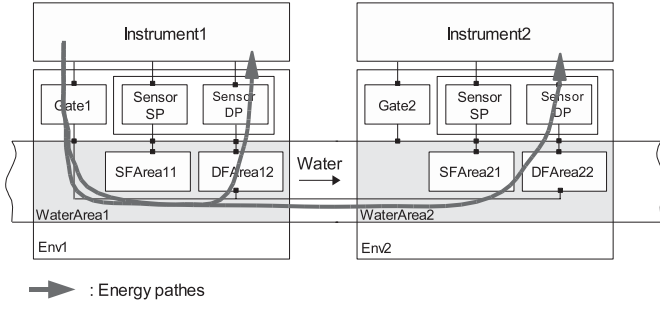 Instrument1
Instrument2
Gate1
Sensor
SP
Sensor
DP
Gate2
Sensor
SP
Sensor
DP
SFArea11
DFArea12
Water
SFArea21
DFArea22
WaterArea1
WaterArea2
Env1
Env2
: Energy pathes